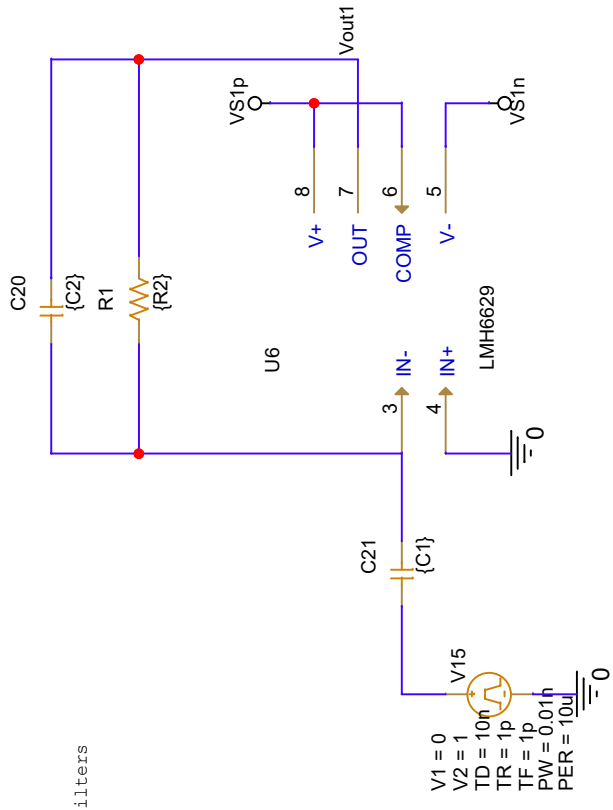 Vout1
VS1p
VS1n
8
7
6
5
V+
OUT
COMP
V-
C20
{C2}
R1
{R2}
U6
IN-
IN+
LMH6629
3
4
0
C21
{C1}
V15
V1 = 0
V2 = 1
TD = 10n
TR = 1p
TF = 1p
PW = 0.01n
PER = 10u
0
ilters